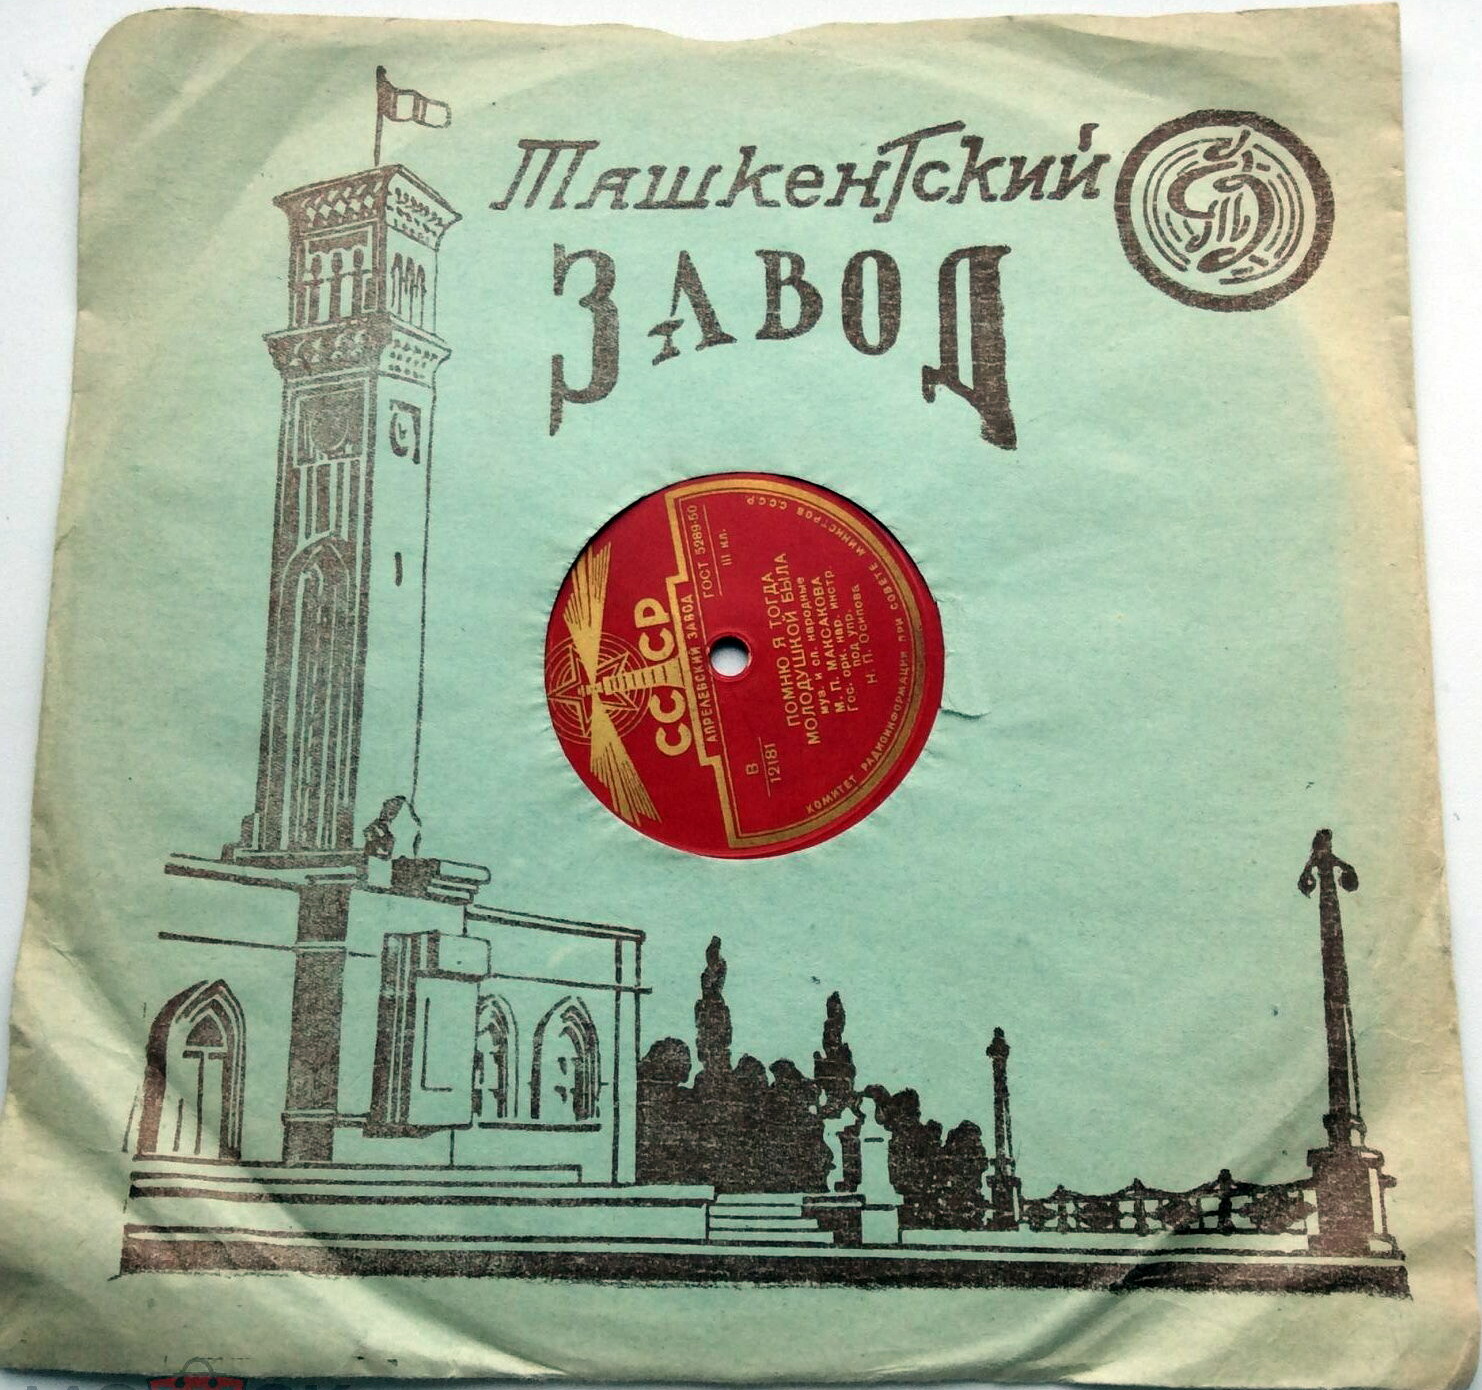 Ташкентский
ЗАВОД
СССР
АПРЕЛЕВСКИЙ ЗАВОД
ГОСТ 5289-50
III кл.
В
12181
ПОМНЮ Я ТОГДА
МОЛОДУШКОЙ БЫЛА
муз. и сл. народные
М. П. МАКСАКОВА
Гос. орк. нар. инстр.
под упр.
Н. П. Осипова
КОМИТЕТ РАДИОИНФОРМАЦИИ ПРИ СОВЕТЕ МИНИСТРОВ СССР